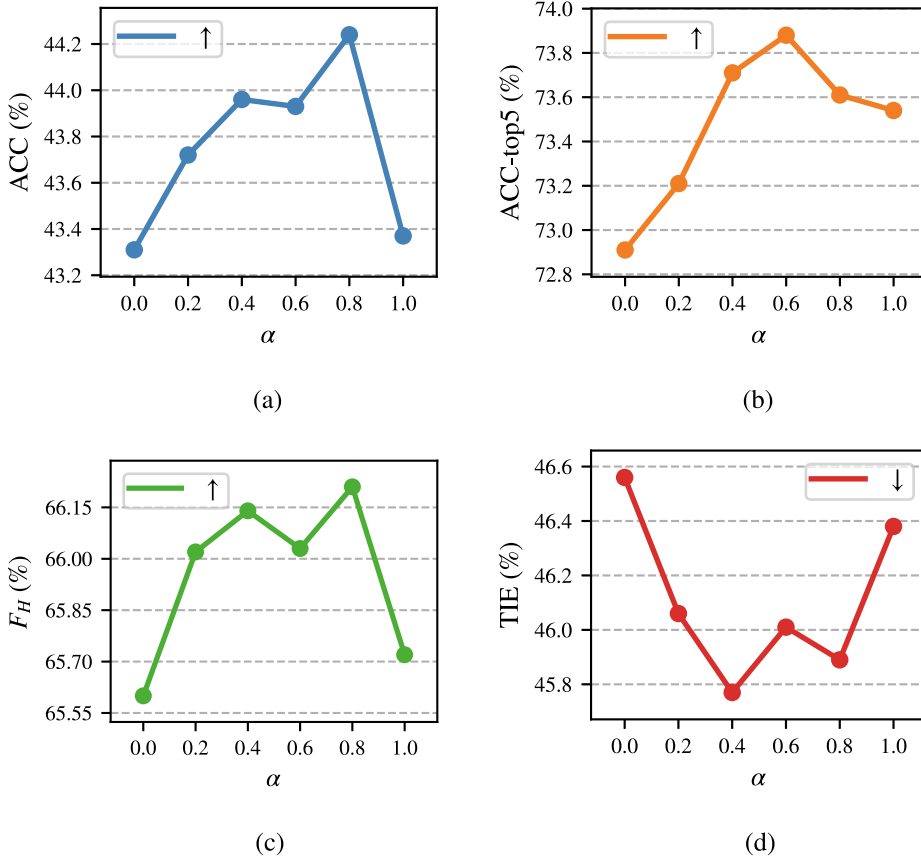 ACC (%)
44.2
44.0
43.8
43.6
43.4
43.2
↑
0.0 0.2 0.4 0.6 0.8 1.0
α
(a)
ACC-top5 (%)
74.0
73.8
73.6
73.4
73.2
73.0
72.8
↑
0.0 0.2 0.4 0.6 0.8 1.0
α
(b)
F_H (%)
66.15
66.00
65.85
65.70
65.55
↑
0.0 0.2 0.4 0.6 0.8 1.0
α
(c)
TIE (%)
46.6
46.4
46.2
46.0
45.8
↓
0.0 0.2 0.4 0.6 0.8 1.0
α
(d)